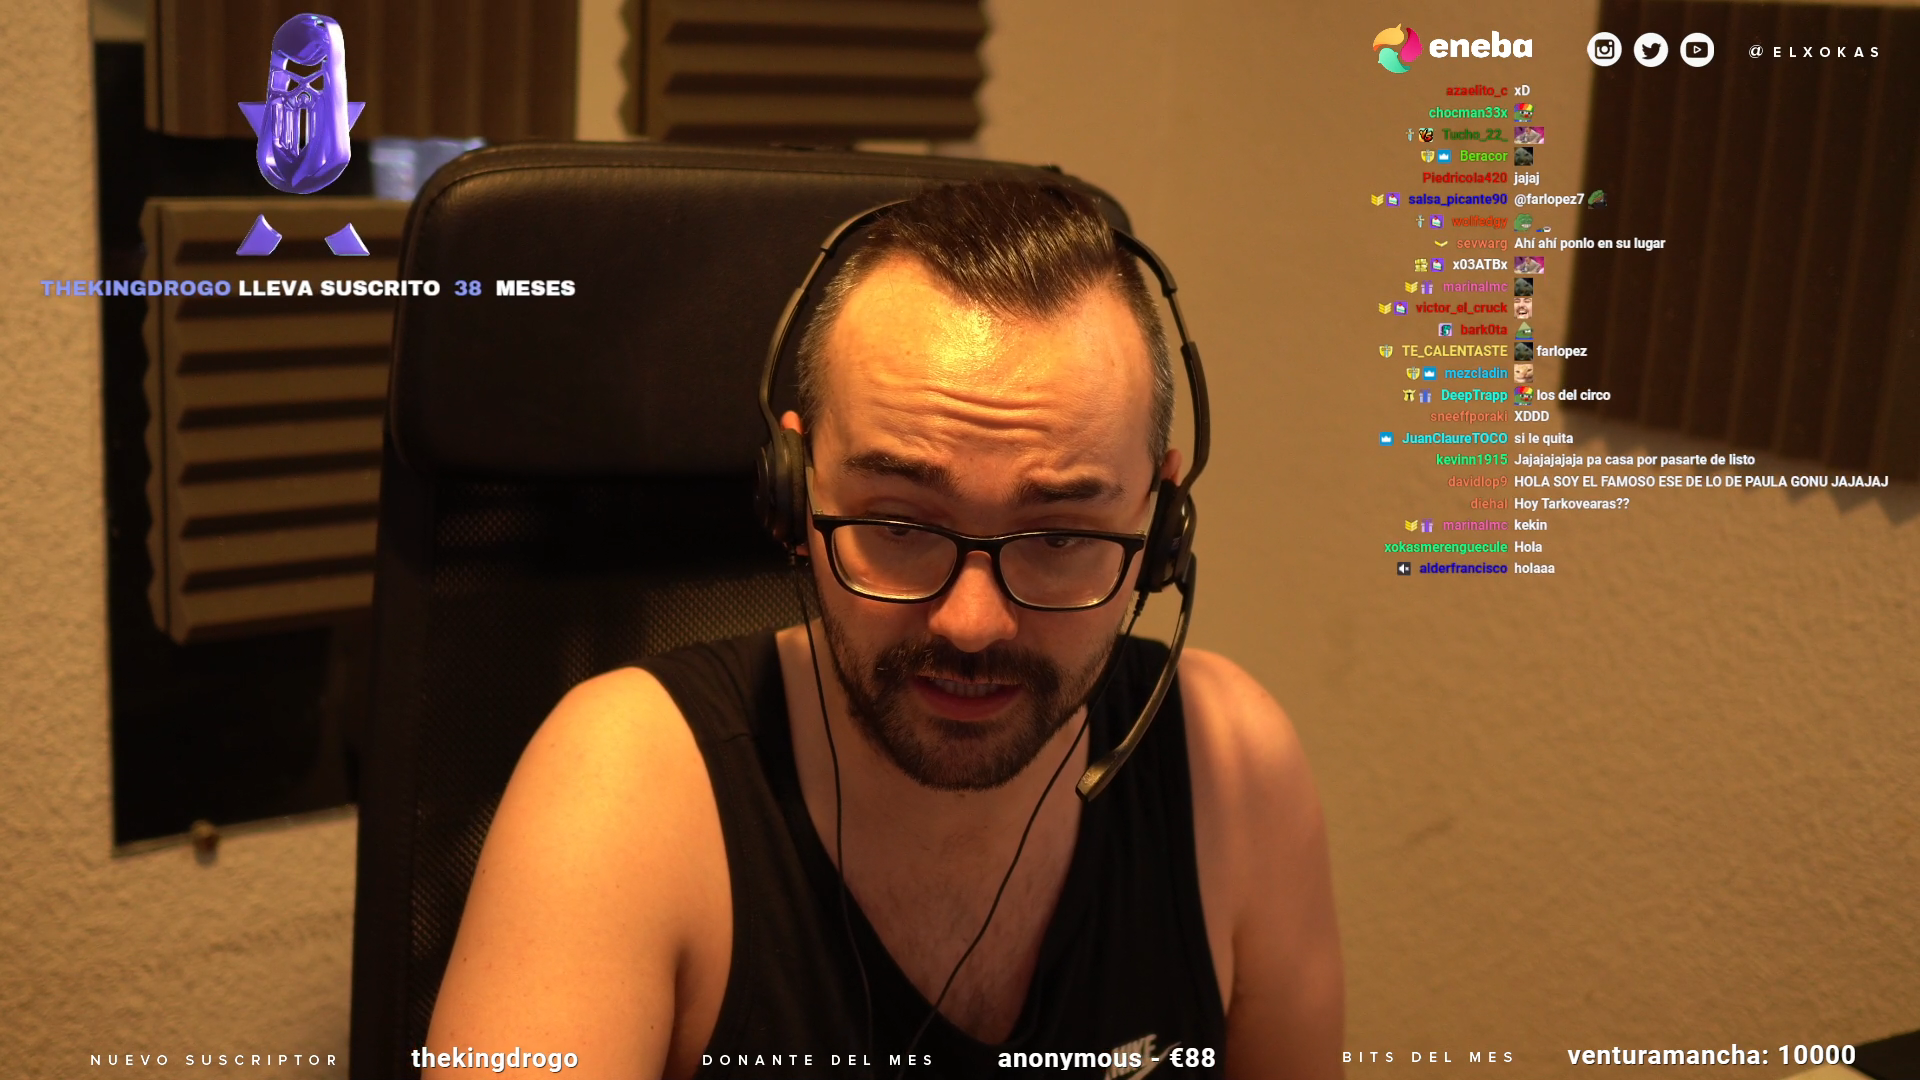 eneba
@ELXOKAS
azaelito_c xD
chocman33x
Tucho_22_
Beracor
Piedricola420 jajaj
salsa_picante90 @farlopez7
wolfedgy
sevwarg Ahí ahí ponlo en su lugar
x03ATBx
marinalmc
victor_el_cruck
bark0ta
TE_CALENTASTE farlopez
mezcladin
DeepTrapp los del circo
sneeffporaki XDDD
JuanClaureTOCO si le quita
kevinn1915 Jajajajajaja pa casa por pasarte de listo
davidlop9 HOLA SOY EL FAMOSO ESE DE LO DE PAULA GONU JAJAJAJ
diehal Hoy Tarkovearas??
marinalmc kekin
xokasmerenguecule Hola
alderfrancisco holaaa
THEKINGDROGO LLEVA SUSCRITO 38 MESES
NIKE
NUEVO SUSCRIPTOR thekingdrogo DONANTE DEL MES anonymous - €88 BITS DEL MES venturamancha: 10000